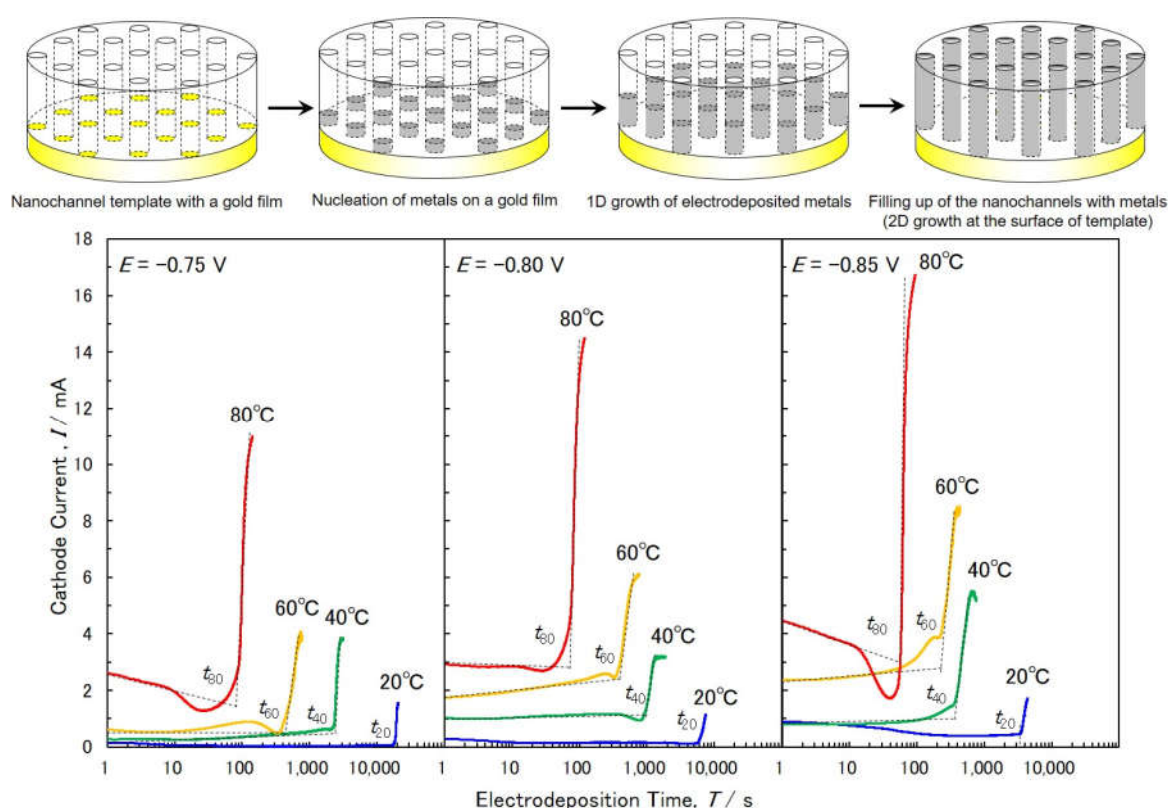 Nanochannel template with a gold film
Nucleation of metals on a gold film
1D growth of electrodeposited metals
Filling up of the nanochannels with metals
(2D growth at the surface of template)
Cathode Current , I / mA
18
16
14
12
10
8
6
4
2
0
E = −0.75 V
80℃
60℃
40℃
20℃
t80
t60
t40
t20
1
10
100
1,000
10,000
E = −0.80 V
80℃
60℃
40℃
20℃
t80
t60
t40
t20
1
10
100
1,000
10,000
E = −0.85 V
80℃
60℃
40℃
20℃
t80
t60
t40
t20
1
10
100
1,000
10,000
Electrodeposition Time, T / s